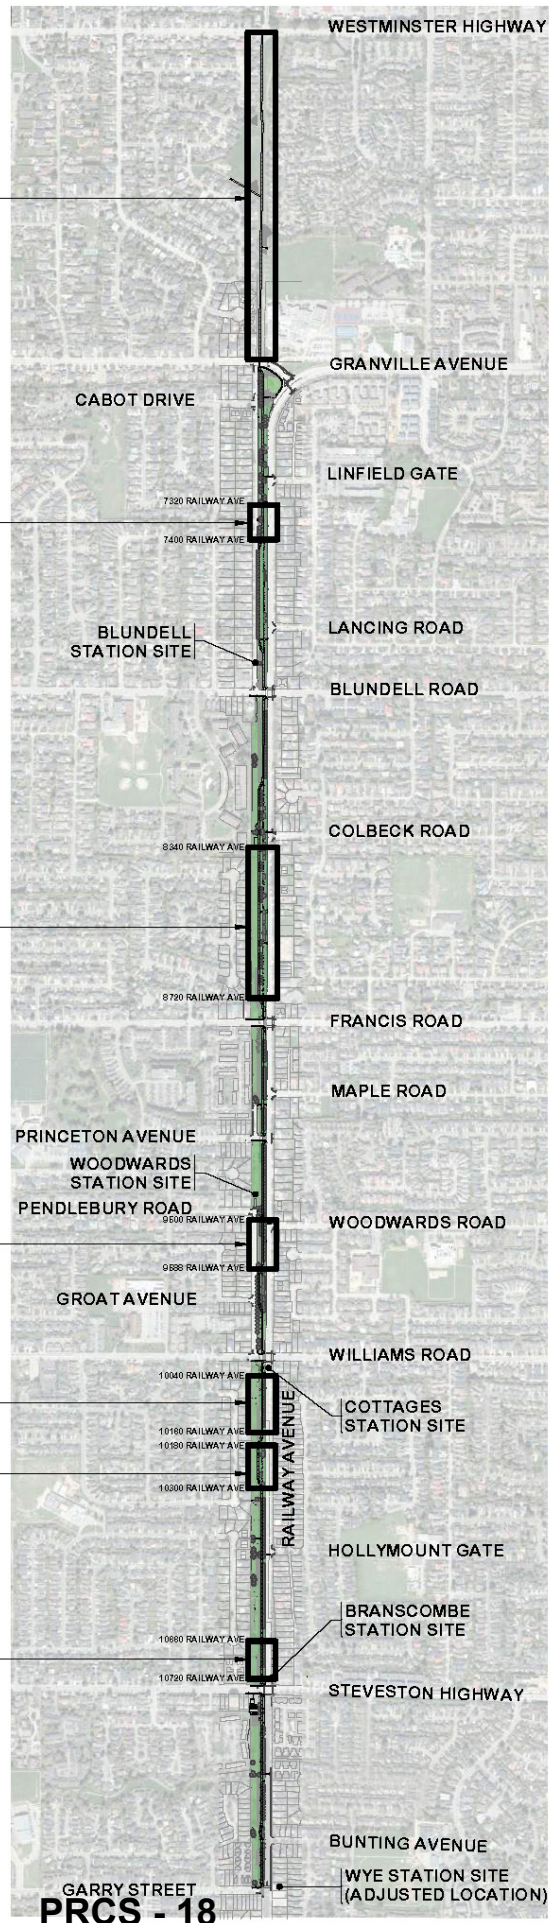 WESTMINSTER HIGHWAY
GRANVILLE AVENUE
CABOT DRIVE
LINFIELD GATE
7320 RAILWAY AVE
7400 RAILWAY AVE
LANCING ROAD
BLUNDELL
STATION SITE
BLUNDELL ROAD
COLBECK ROAD
8340 RAILWAY AVE
8720 RAILWAY AVE
FRANCIS ROAD
MAPLE ROAD
PRINCETON AVENUE
WOODWARDS
STATION SITE
PENDLEBURY ROAD
9500 RAILWAY AVE
WOODWARDS ROAD
9588 RAILWAY AVE
GROAT AVENUE
WILLIAMS ROAD
10040 RAILWAY AVE
COTTAGES
STATION SITE
RAILWAY AVENUE
10160 RAILWAY AVE
10180 RAILWAY AVE
10300 RAILWAY AVE
HOLLYMOUNT GATE
BRANSCOMBE
STATION SITE
10660 RAILWAY AVE
10720 RAILWAY AVE
STEVESTON HIGHWAY
BUNTING AVENUE
WYE STATION SITE
(ADJUSTED LOCATION)
GARRY STREET
PRCS - 18